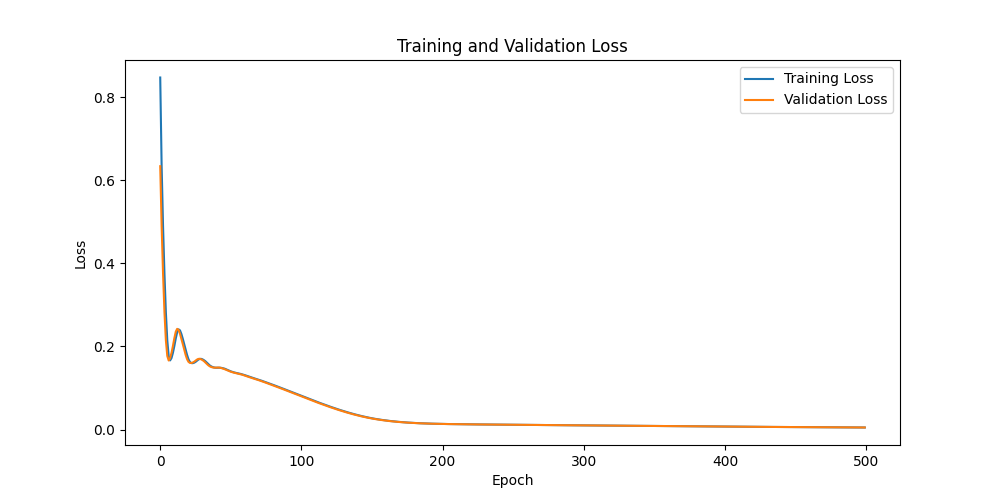 Training and Validation Loss
Training Loss
Validation Loss
Loss
0.8
0.6
0.4
0.2
0.0
0 100 200 300 400 500
Epoch